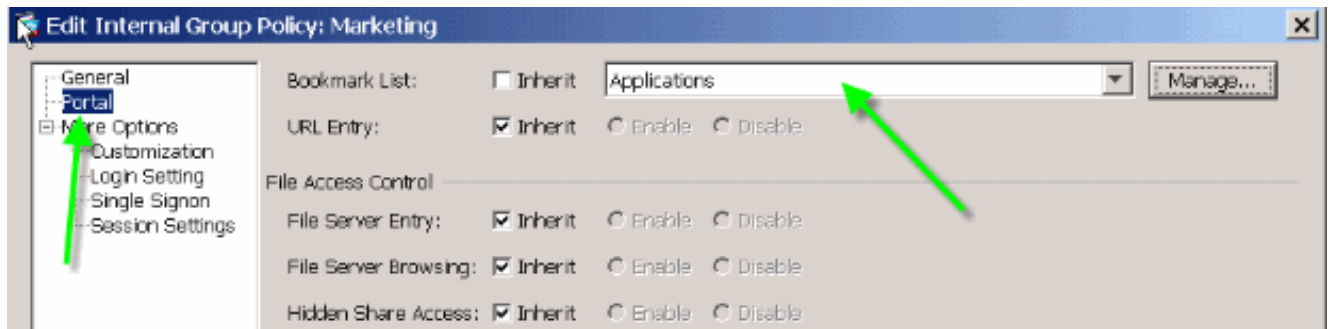 Edit Internal Group Policy: Marketing
General
Portal
More Options
Customization
Login Setting
Single Signon
Session Settings
Bookmark List: Inherit Applications Manage...
URL Entry: Inherit Enable Disable
File Access Control
File Server Entry: Inherit Enable Disable
File Server Browsing: Inherit Enable Disable
Hidden Share Access: Inherit Enable Disable